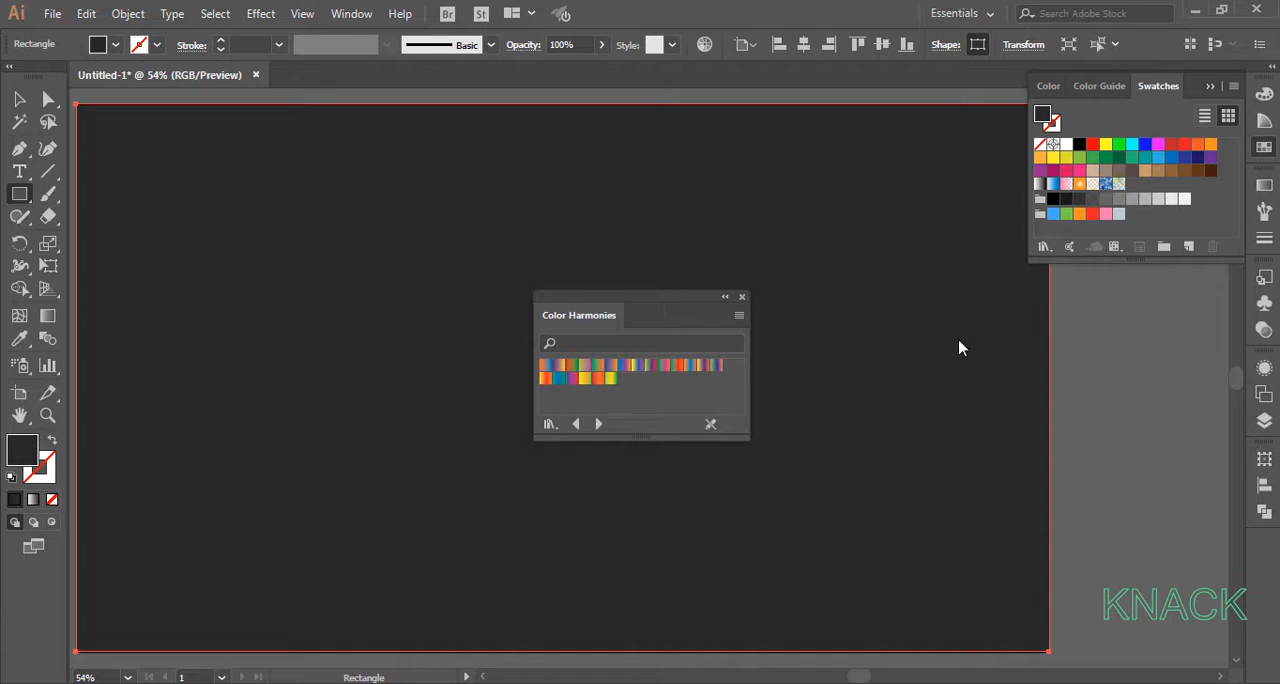 Ai File Edit Object Type Select Effect View Window Help Br St Essentials Search Adobe Stock
Rectangle Stroke: Basic Opacity: 100% Style: Shape: Transform
Untitled-1* @ 54% (RGB/Preview)
Color Color Guide Swatches
Color Harmonies
KNACK
54% 1 Rectangle